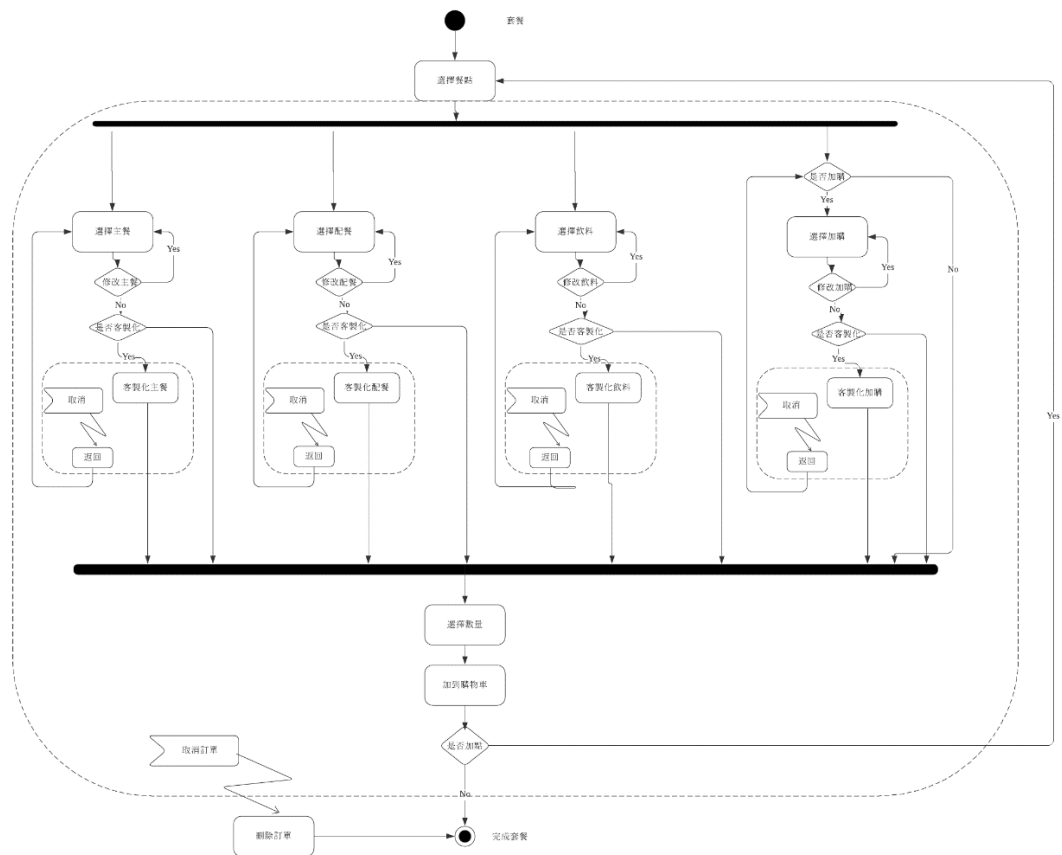 套餐
選擇餐點
是否加購
Yes
選擇主餐
選擇配餐
選擇飲料
選擇加購
Yes
Yes
Yes
Yes
No
修改主餐
修改配餐
修改飲料
修改加購
No
No
No
No
是否客製化
是否客製化
是否客製化
是否客製化
Yes
Yes
Yes
Yes
取消
客製化主餐
取消
客製化配餐
取消
客製化飲料
取消
客製化加購
Yes
返回
返回
返回
返回
選擇數量
加到購物車
是否加點
取消訂單
No
刪除訂單
完成套餐